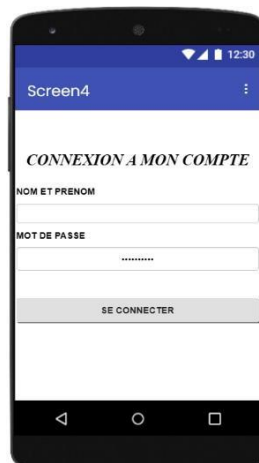 12:30
Screen4
CONNEXION A MON COMPTE
NOM ET PRENOM
MOT DE PASSE
••••••••••
SE CONNECTER